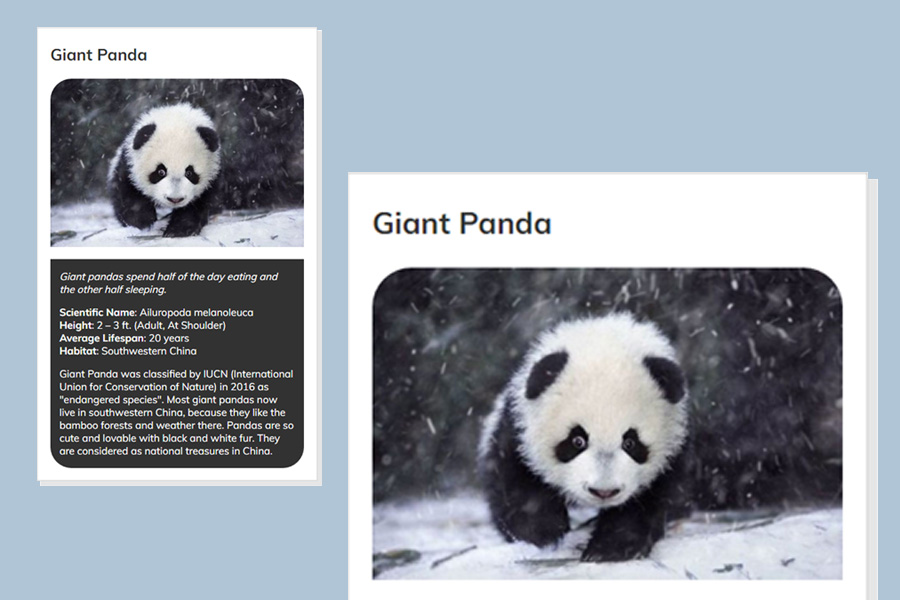 Giant Panda
Giant pandas spend half of the day eating and
the other half sleeping.
Scientific Name: Ailuropoda melanoleuca
Height: 2 – 3 ft. (Adult, At Shoulder)
Average Lifespan: 20 years
Habitat: Southwestern China
Giant Panda was classified by IUCN (International
Union for Conservation of Nature) in 2016 as
"endangered species". Most giant pandas now
live in southwestern China, because they like the
bamboo forests and weather there. Pandas are so
cute and lovable with black and white fur. They
are considered as national treasures in China.
Giant Panda